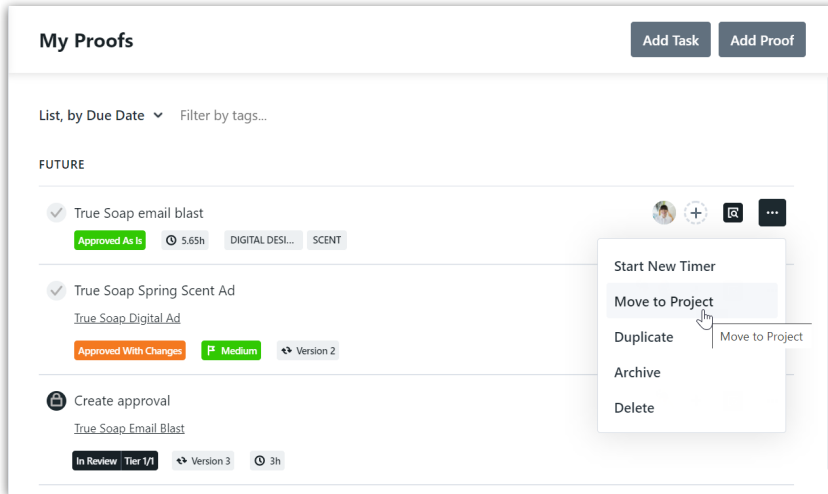 My Proofs
Add Task
Add Proof
List, by Due Date
Filter by tags...
FUTURE
True Soap email blast
Approved As Is
5.65h
DIGITAL DESI...
SCENT
Start New Timer
Move to Project
Move to Project
Duplicate
Archive
Delete
True Soap Spring Scent Ad
True Soap Digital Ad
Approved With Changes
Medium
Version 2
Create approval
True Soap Email Blast
In Review
Tier 1/1
Version 3
3h